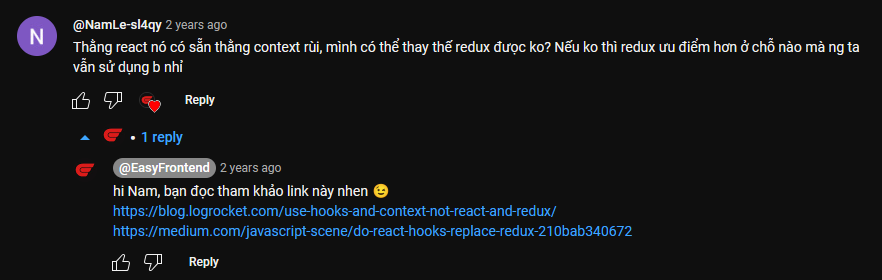 N
@NamLe-sl4qy 2 years ago
Thằng react nó có sẵn thằng context rùi, mình có thể thay thế redux được ko? Nếu ko thì redux ưu điểm hơn ở chỗ nào mà ng ta
vẫn sử dụng b nhỉ
Reply
• 1 reply
@EasyFrontend 2 years ago
hi Nam, bạn đọc tham khảo link này nhen 😉
https://blog.logrocket.com/use-hooks-and-context-not-react-and-redux/
https://medium.com/javascript-scene/do-react-hooks-replace-redux-210bab340672
Reply